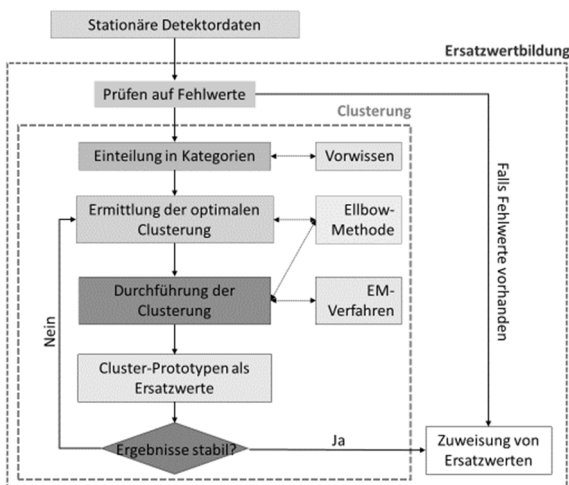 Stationäre Detektordaten
Ersatzwertbildung
Prüfen auf Fehlwerte
Clusterung
Einteilung in Kategorien
Vorwissen
Ermittlung der optimalen
Clusterung
Ellbow-
Methode
Falls Fehlwerte vorhanden
Durchführung der
Clusterung
EM-
Verfahren
Nein
Cluster-Prototypen als
Ersatzwerte
Ergebnisse stabil?
Ja
Zuweisung von
Ersatzwerten